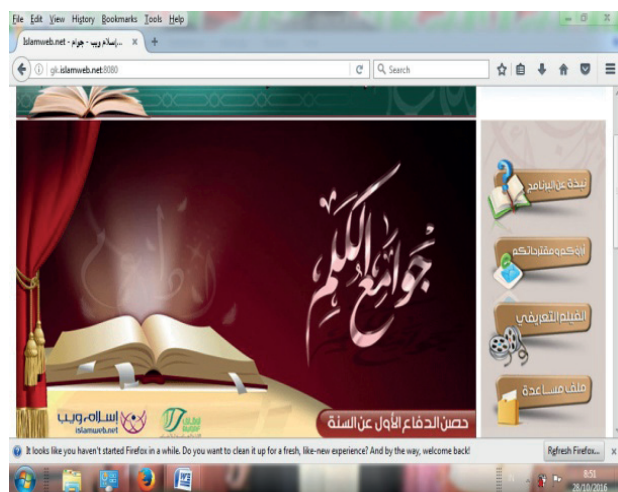 File Edit View History Bookmarks Tools Help
Islamweb.net - إسلام ويب - جوام...
gk.islamweb.net:8080
Search
جوامع الكلم
نبذة عن البرنامج
آراؤكم ومقترحاتكم
الفيلم التعريفي
ملف مساعدة
إسلام ويب
islamweb.net
حصن الدفاع الأول عن السنة
It looks like you haven't started Firefox in a while. Do you want to clean it up for a fresh, like-new experience? And by the way, welcome back!
Refresh Firefox...
8:51
28/10/2016